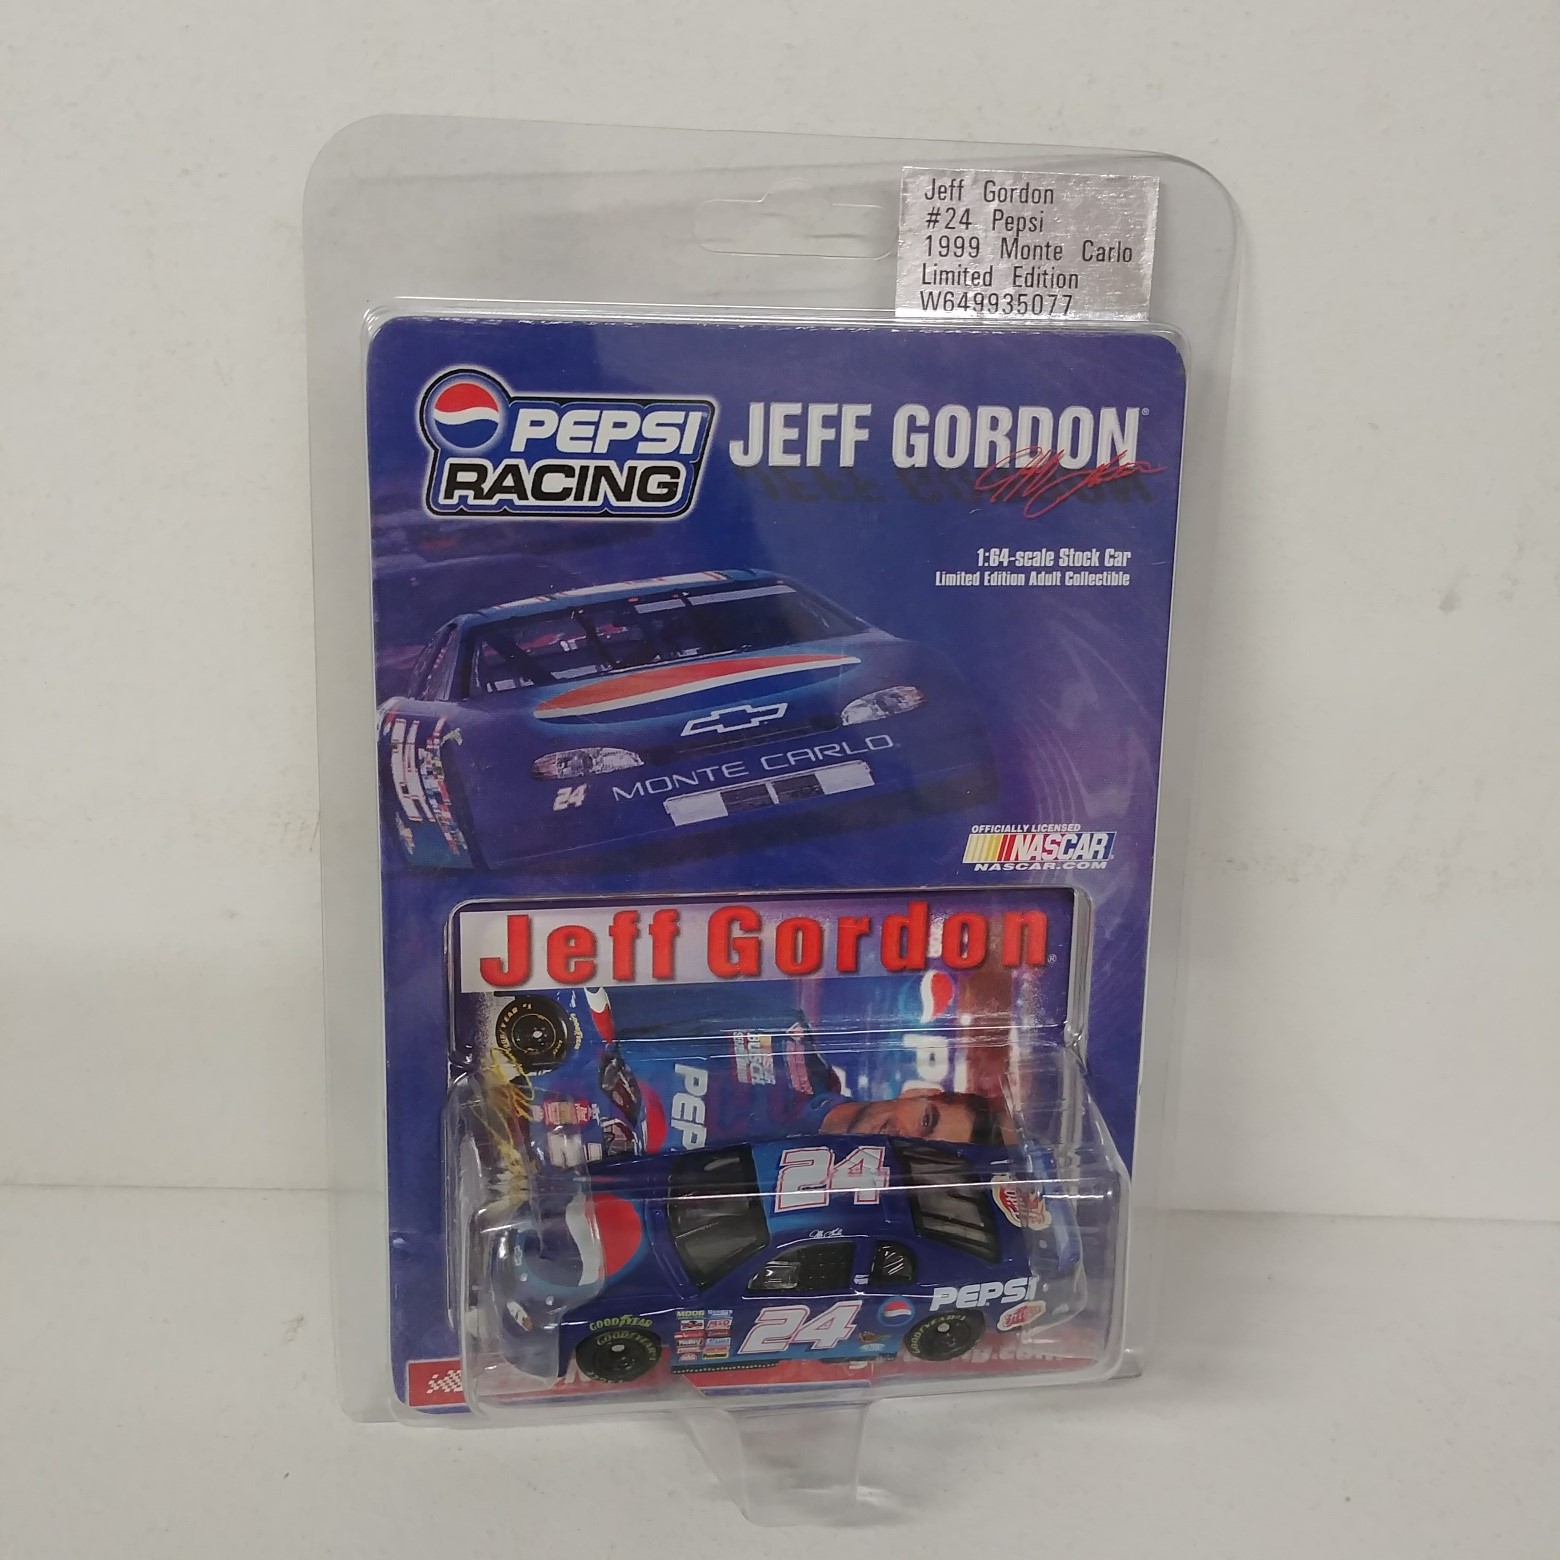 Jeff Gordon
#24 Pepsi
1999 Monte Carlo
Limited Edition
W649935077
PEPSI
RACING
JEFF GORDON®
1:64-scale Stock Car
Limited Edition Adult Collectible
MONTE CARLO
24
OFFICIALLY LICENSED
NASCAR
NASCAR.COM
Jeff Gordon®
PEP
24
PEPSI
24
GOODYEAR
GOODYEAR